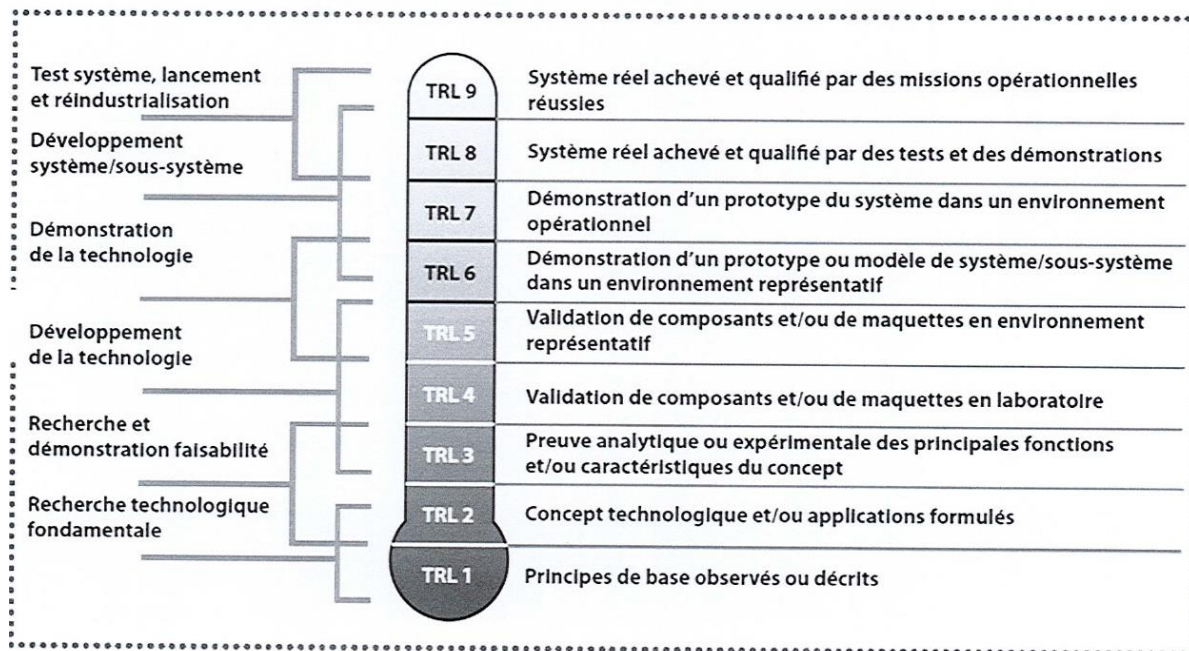 Test système, lancement
et réindustrialisation
Développement
système/sous-système
Démonstration
de la technologie
Développement
de la technologie
Recherche et
démonstration faisabilité
Recherche technologique
fondamentale
TRL 9
Système réel achevé et qualifié par des missions opérationnelles
réussies
TRL 8
Système réel achevé et qualifié par des tests et des démonstrations
TRL 7
Démonstration d'un prototype du système dans un environnement
opérationnel
TRL 6
Démonstration d'un prototype ou modèle de système/sous-système
dans un environnement représentatif
TRL 5
Validation de composants et/ou de maquettes en environnement
représentatif
TRL 4
Validation de composants et/ou de maquettes en laboratoire
TRL 3
Preuve analytique ou expérimentale des principales fonctions
et/ou caractéristiques du concept
TRL 2
Concept technologique et/ou applications formulés
TRL 1
Principes de base observés ou décrits